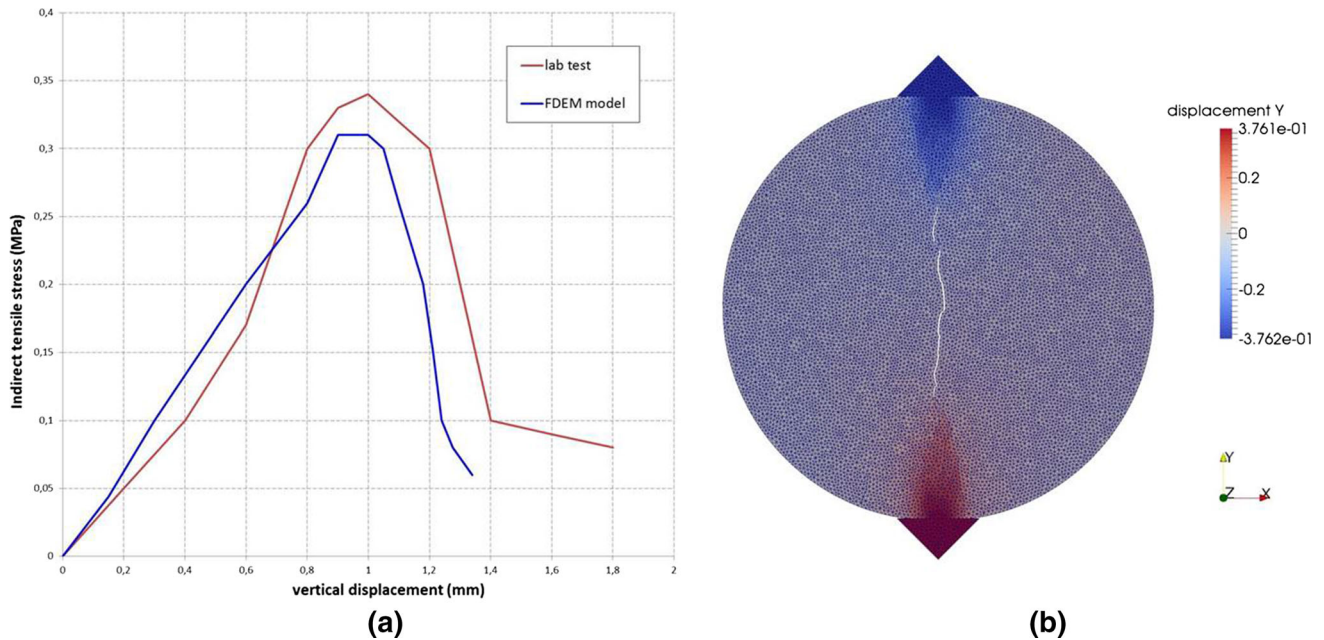 0,4
0,35
0,3
0,25
0,2
0,15
0,1
0,05
0
0 0,2 0,4 0,6 0,8 1 1,2 1,4 1,6 1,8 2
Indirect tensile stress (MPa)
vertical displacement (mm)
lab test
FDEM model
(a)
displacement Y
3.761e-01
0.2
0
-0.2
-3.762e-01
Y
Z X
(b)